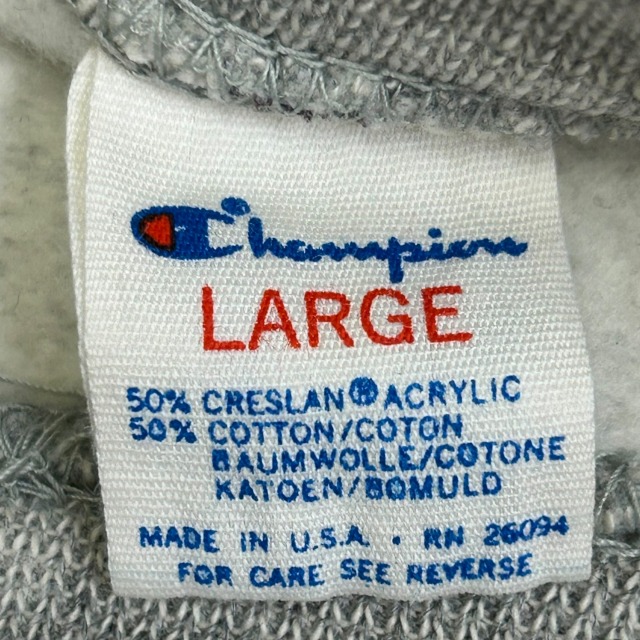 Champion
LARGE
50% CRESLAN® ACRYLIC
50% COTTON/COTON
BAUMWOLLE/COTONE
KATOEN/BOMULD
MADE IN U.S.A. • RN 26094
FOR CARE SEE REVERSE